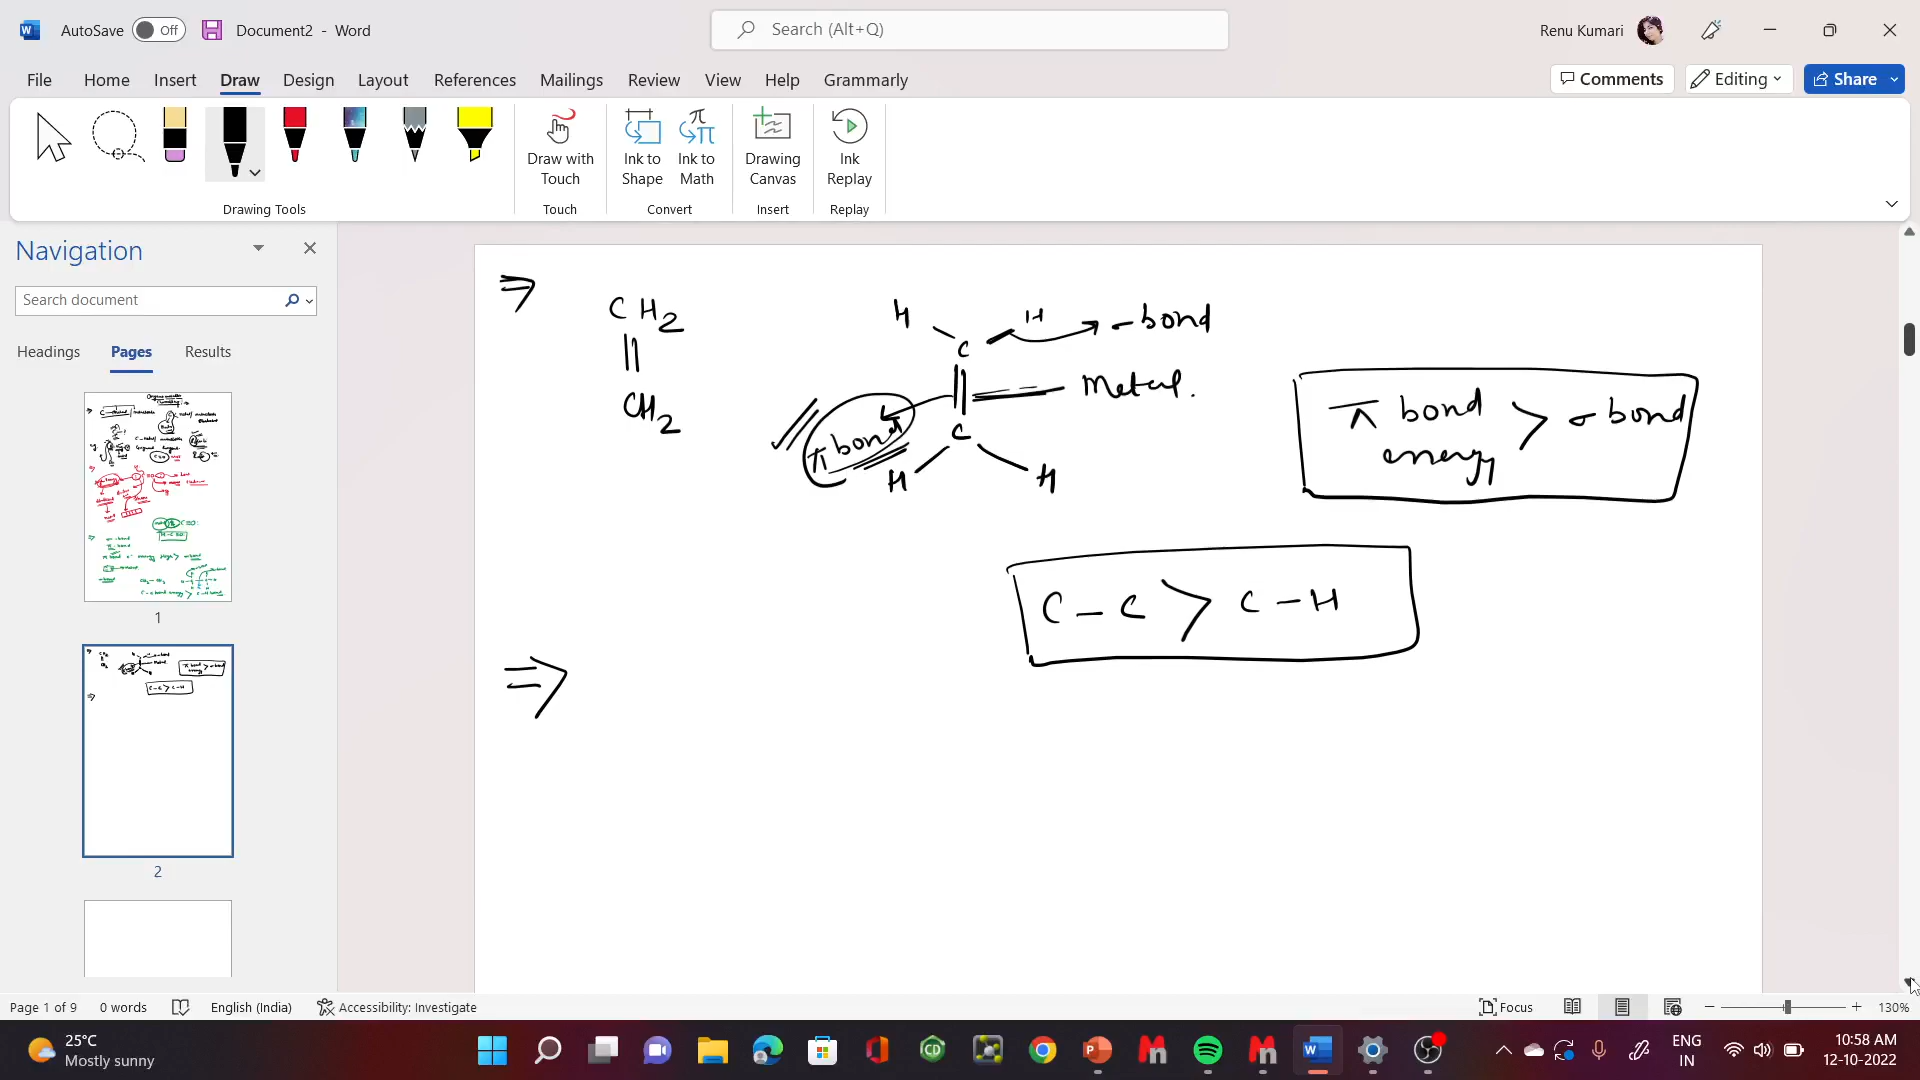 AutoSave Off Document2 - Word Search (Alt+Q) Renu Kumari
File Home Insert Draw Design Layout References Mailings Review View Help Grammarly Comments Editing Share
Draw with Touch
Ink to Shape
Ink to Math
Drawing Canvas
Ink Replay
Drawing Tools Touch Convert Insert Replay
Navigation
Search document
Headings Pages Results
1
2
⇒
CH2
||
CH2
H H → σ-bond
C
|| Metal.
π bond
C
H H
π bond > σ-bond
energy
C - C > C - H
⇒
Page 1 of 9 0 words English (India) Accessibility: Investigate Focus 130%
25°C
Mostly sunny
ENG
IN
10:58 AM
12-10-2022